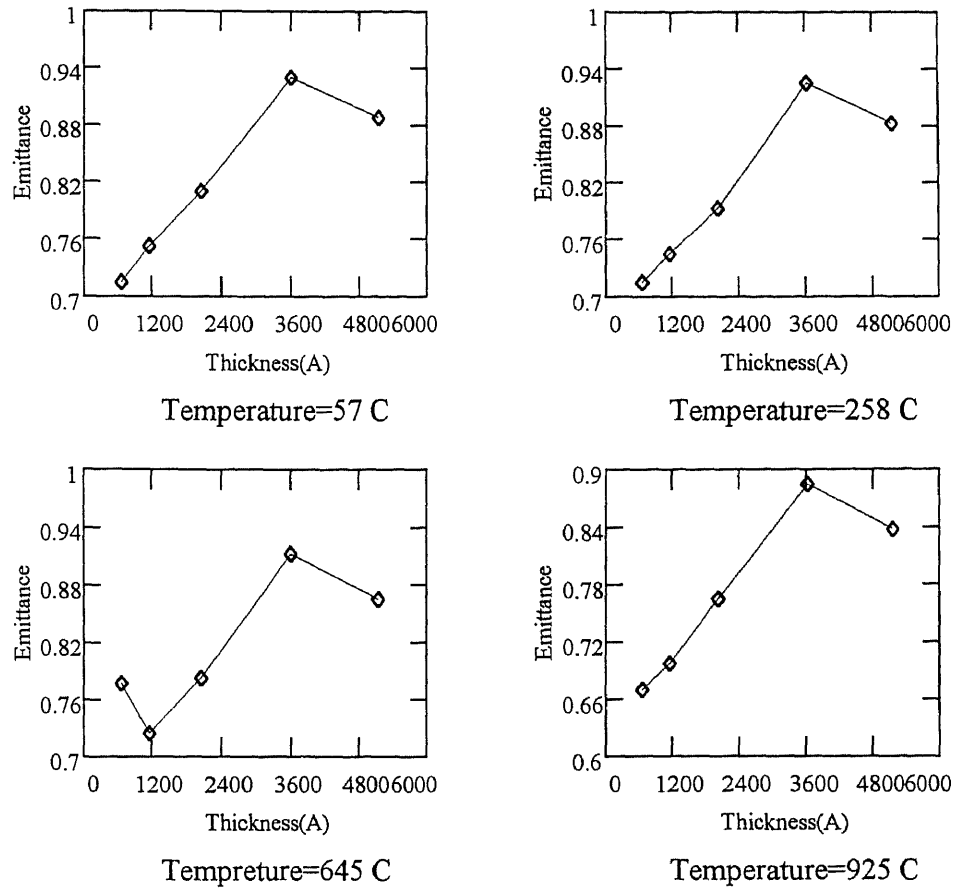 1
0.94
0.88
0.82
0.76
0.7
Emittance
0 1200 2400 3600 48006000
Thickness(A)
Temperature=57 C
1
0.94
0.88
0.82
0.76
0.7
Emittance
0 1200 2400 3600 48006000
Thickness(A)
Temperature=258 C
1
0.94
0.88
0.82
0.76
0.7
Emittance
0 1200 2400 3600 48006000
Thickness(A)
Tempreture=645 C
0.9
0.84
0.78
0.72
0.66
0.6
Emittance
0 1200 2400 3600 48006000
Thickness(A)
Temperature=925 C